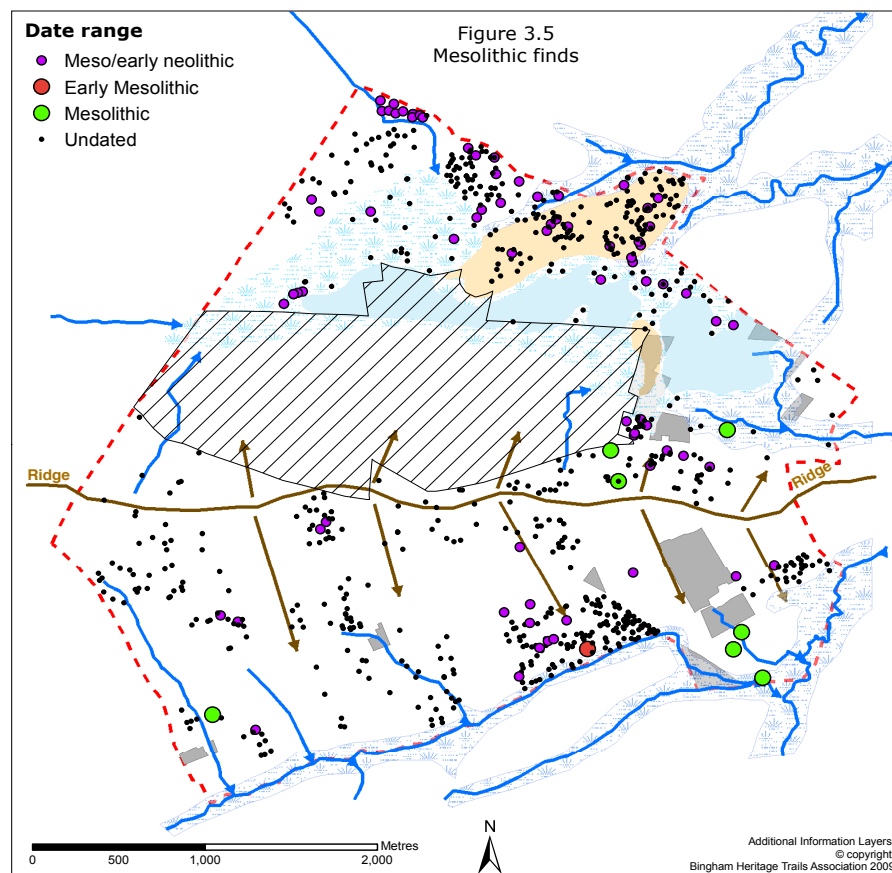 Date range
Meso/early neolithic
Early Mesolithic
Mesolithic
Undated
Figure 3.5
Mesolithic finds
Ridge
Ridge
N
Metres
0 500 1,000 2,000
Additional Information Layers
© copyright
Bingham Heritage Trails Association 2009